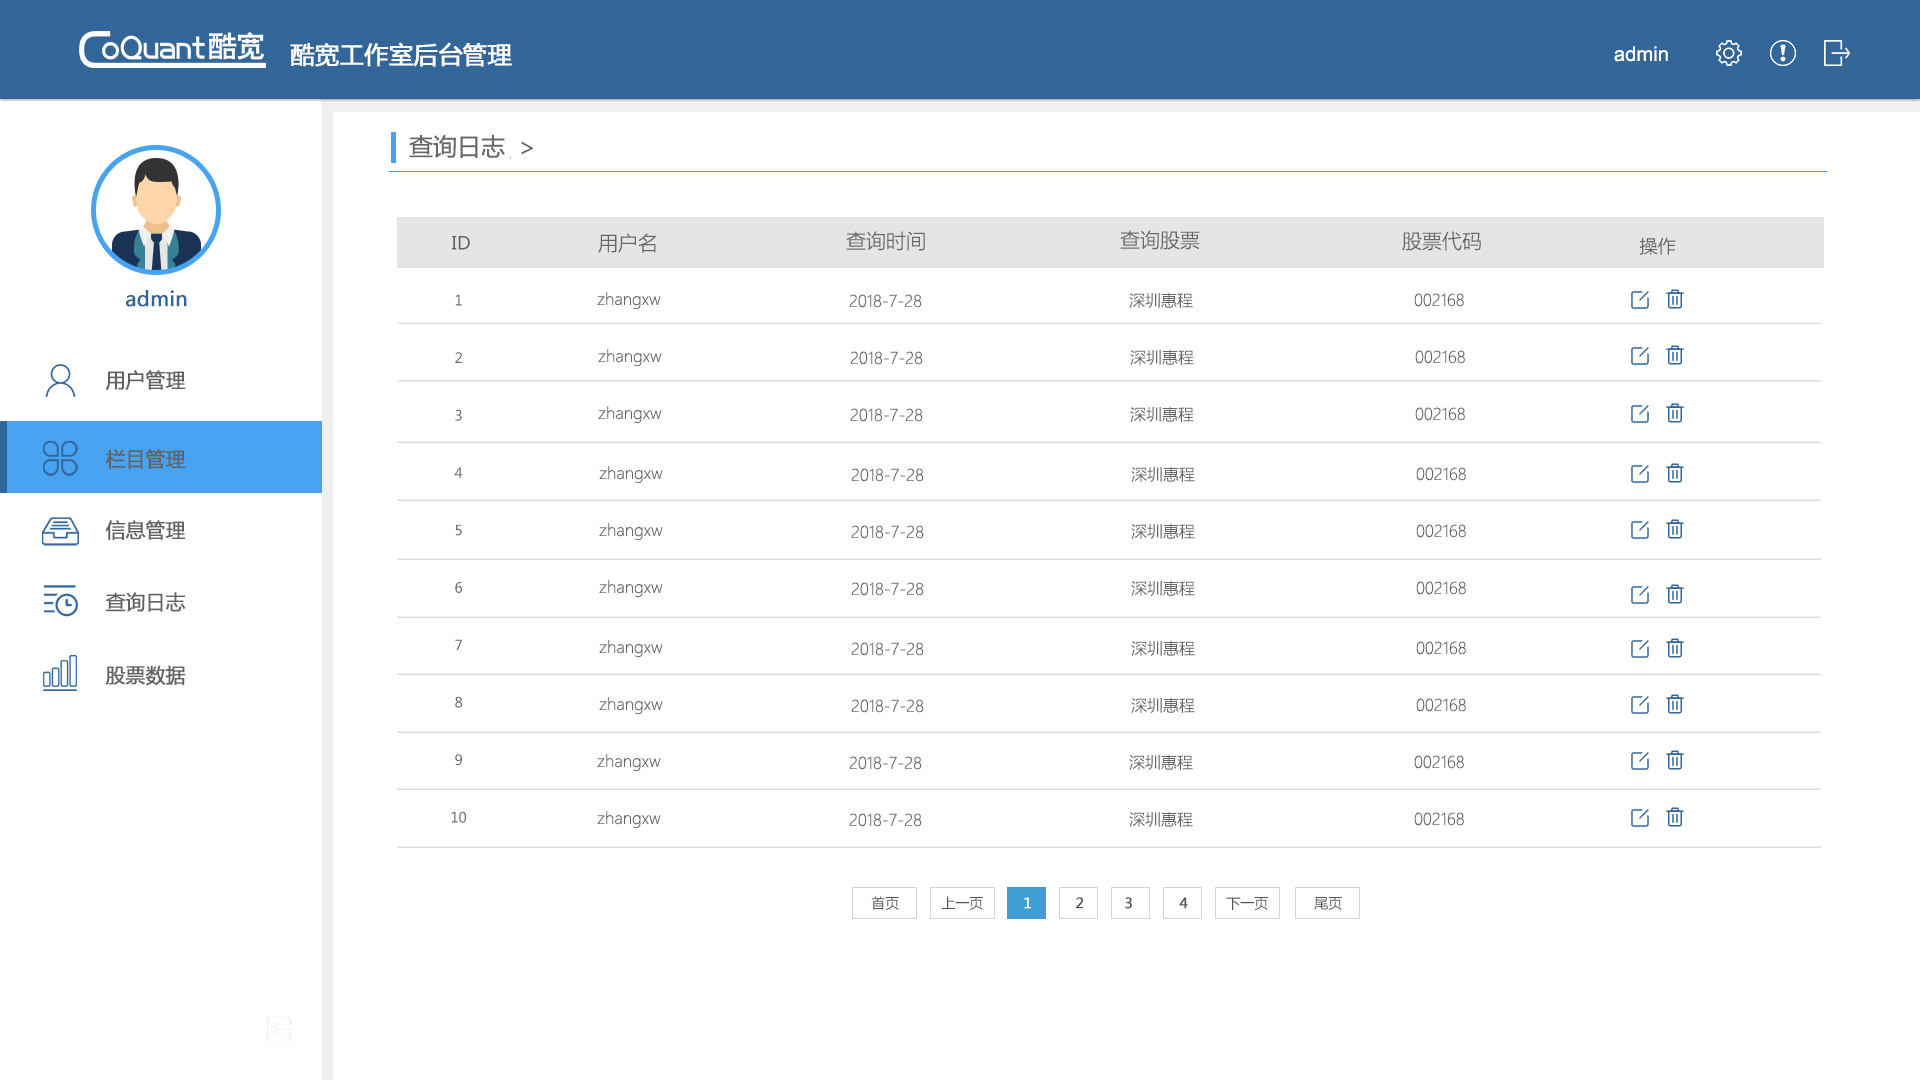 CoQuant酷宽 酷宽工作室后台管理 admin
查询日志 >
admin
用户管理
栏目管理
信息管理
查询日志
股票数据
ID 用户名 查询时间 查询股票 股票代码 操作
1 zhangxw 2018-7-28 深圳惠程 002168
2 zhangxw 2018-7-28 深圳惠程 002168
3 zhangxw 2018-7-28 深圳惠程 002168
4 zhangxw 2018-7-28 深圳惠程 002168
5 zhangxw 2018-7-28 深圳惠程 002168
6 zhangxw 2018-7-28 深圳惠程 002168
7 zhangxw 2018-7-28 深圳惠程 002168
8 zhangxw 2018-7-28 深圳惠程 002168
9 zhangxw 2018-7-28 深圳惠程 002168
10 zhangxw 2018-7-28 深圳惠程 002168
首页 上一页 1 2 3 4 下一页 尾页